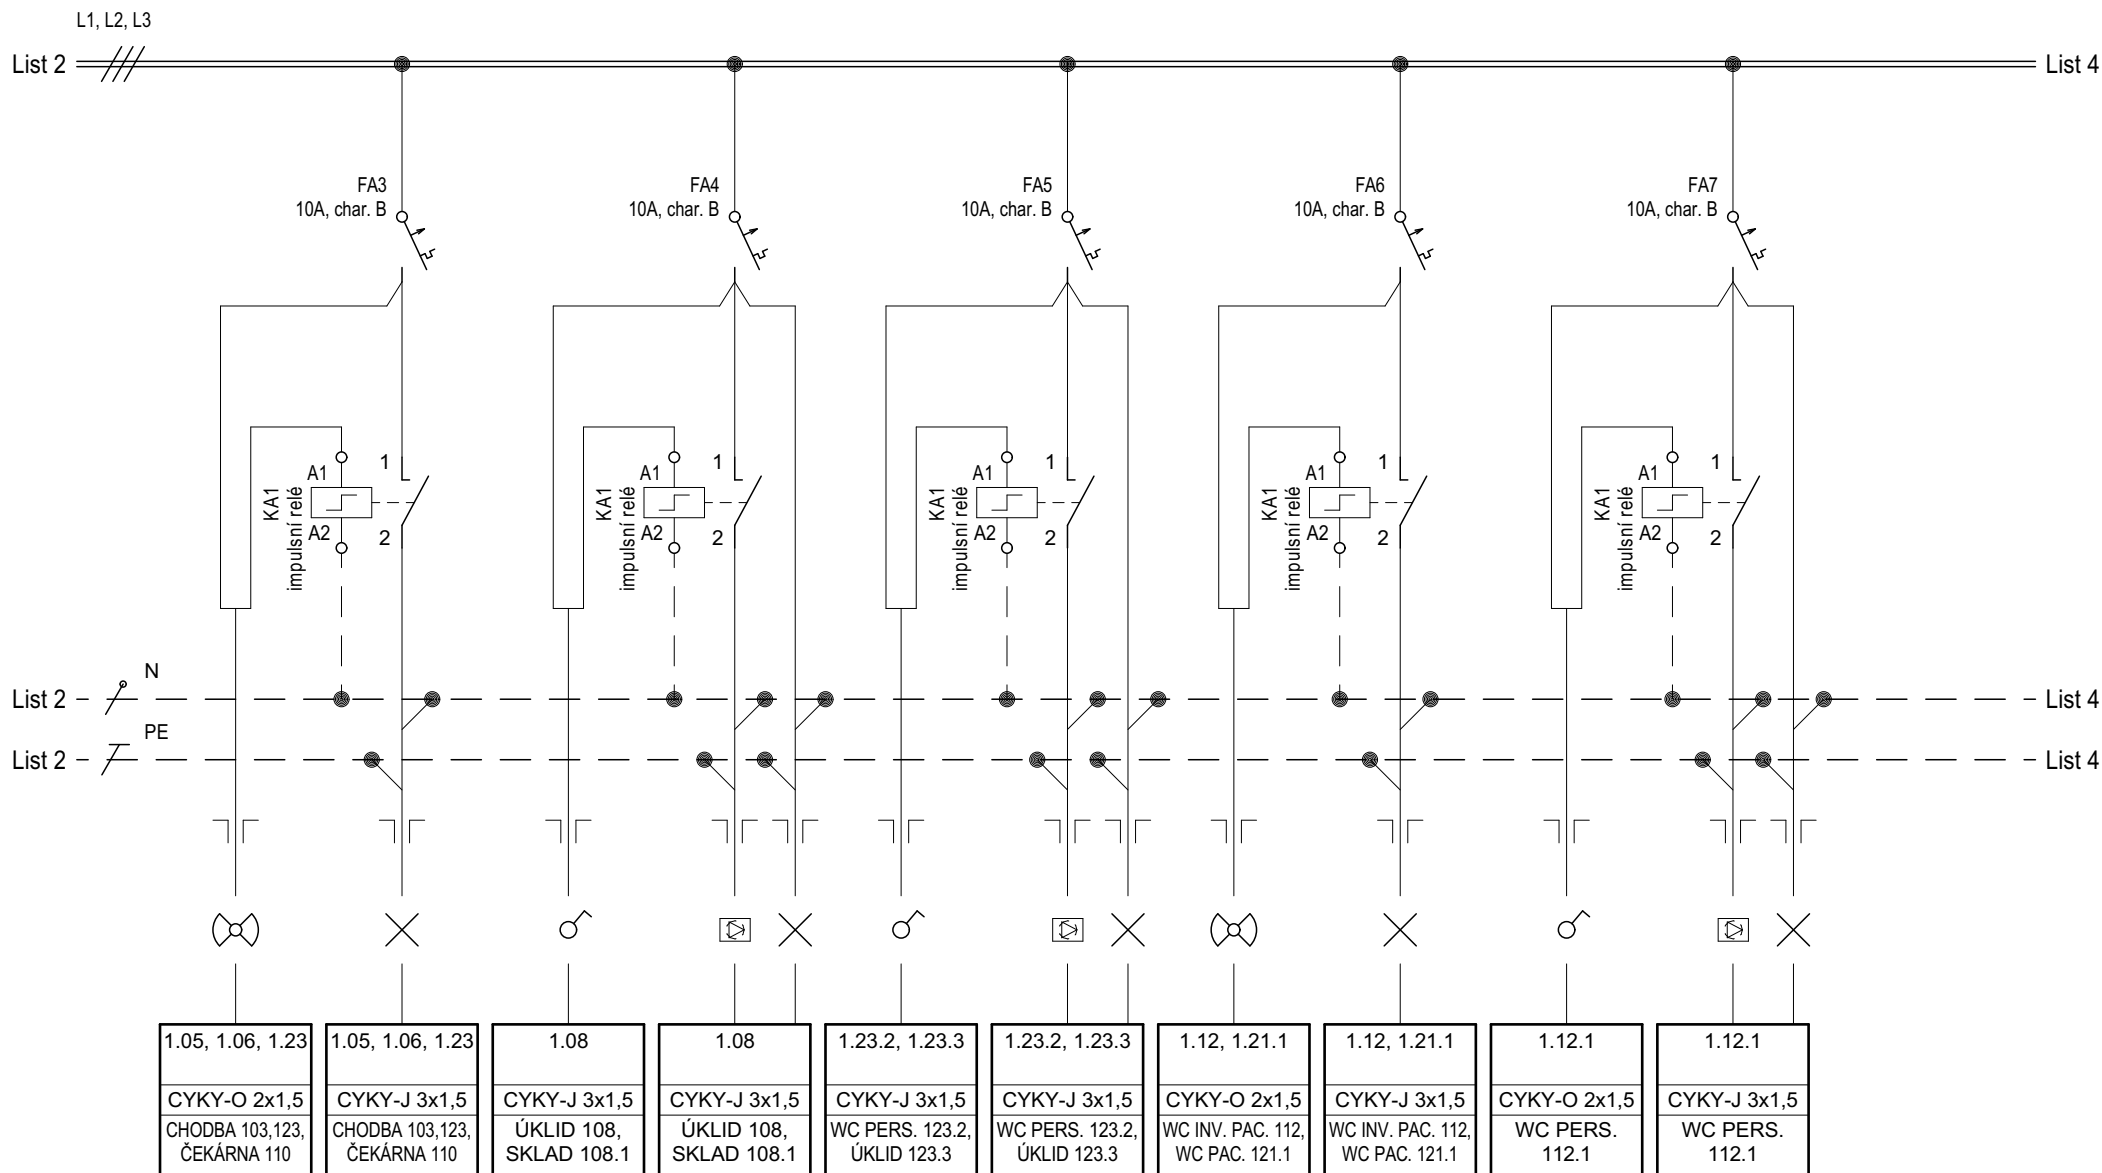 L1, L2, L3
List 2
List 4
FA3
10A, char. B
FA4
10A, char. B
FA5
10A, char. B
FA6
10A, char. B
FA7
10A, char. B
KA1
impulsní relé
A1
A2
1
2
KA1
impulsní relé
A1
A2
1
2
KA1
impulsní relé
A1
A2
1
2
KA1
impulsní relé
A1
A2
1
2
KA1
impulsní relé
A1
A2
1
2
N
List 2
List 4
PE
List 2
List 4
1.05, 1.06, 1.23
CYKY-O 2x1,5
CHODBA 103,123,
ČEKÁRNA 110
1.05, 1.06, 1.23
CYKY-J 3x1,5
CHODBA 103,123,
ČEKÁRNA 110
1.08
CYKY-J 3x1,5
ÚKLID 108,
SKLAD 108.1
1.08
CYKY-J 3x1,5
ÚKLID 108,
SKLAD 108.1
1.23.2, 1.23.3
CYKY-J 3x1,5
WC PERS. 123.2,
ÚKLID 123.3
1.23.2, 1.23.3
CYKY-J 3x1,5
WC PERS. 123.2,
ÚKLID 123.3
1.12, 1.21.1
CYKY-O 2x1,5
WC INV. PAC. 112,
WC PAC. 121.1
1.12, 1.21.1
CYKY-J 3x1,5
WC INV. PAC. 112,
WC PAC. 121.1
1.12.1
CYKY-O 2x1,5
WC PERS.
112.1
1.12.1
CYKY-J 3x1,5
WC PERS.
112.1